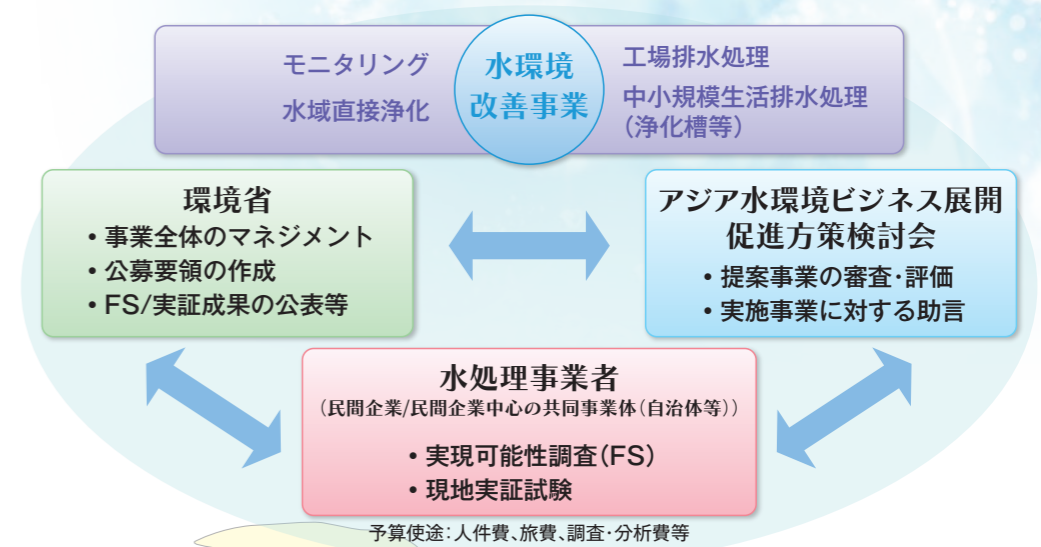 モニタリング
水域直接浄化
水環境
改善事業
工場排水処理
中小規模生活排水処理
（浄化槽等）
環境省
・事業全体のマネジメント
・公募要領の作成
・FS/実証成果の公表等
アジア水環境ビジネス展開
促進方策検討会
・提案事業の審査・評価
・実施事業に対する助言
水処理事業者
（民間企業/民間企業中心の共同事業体（自治体等））
・実現可能性調査（FS）
・現地実証試験
予算使途：人件費、旅費、調査・分析費等